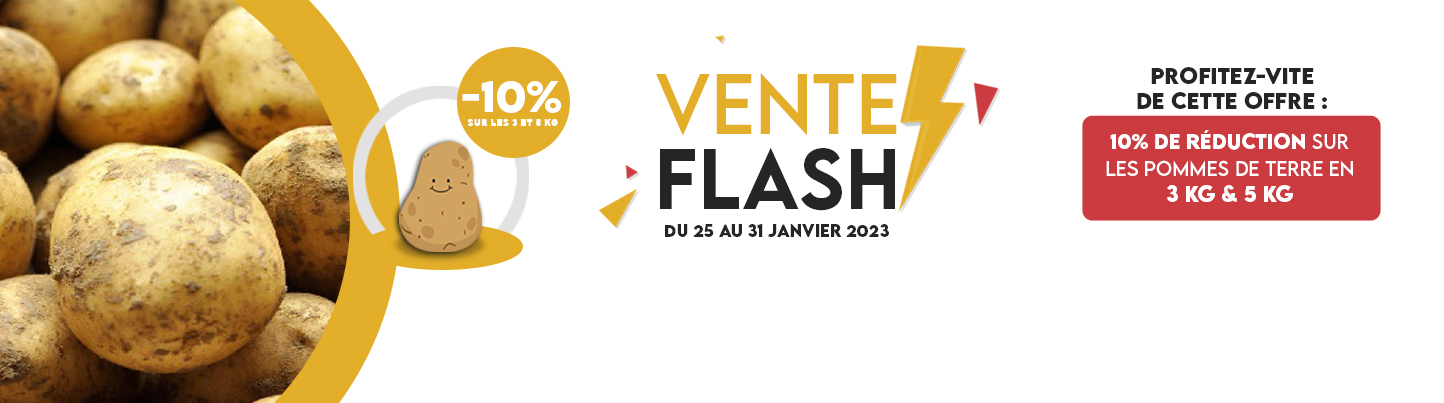 -10%
SUR LES 3 ET 5 KG
VENTE
FLASH
DU 25 AU 31 JANVIER 2023
PROFITEZ-VITE
DE CETTE OFFRE :
10% DE RÉDUCTION SUR
LES POMMES DE TERRE EN
3 KG & 5 KG